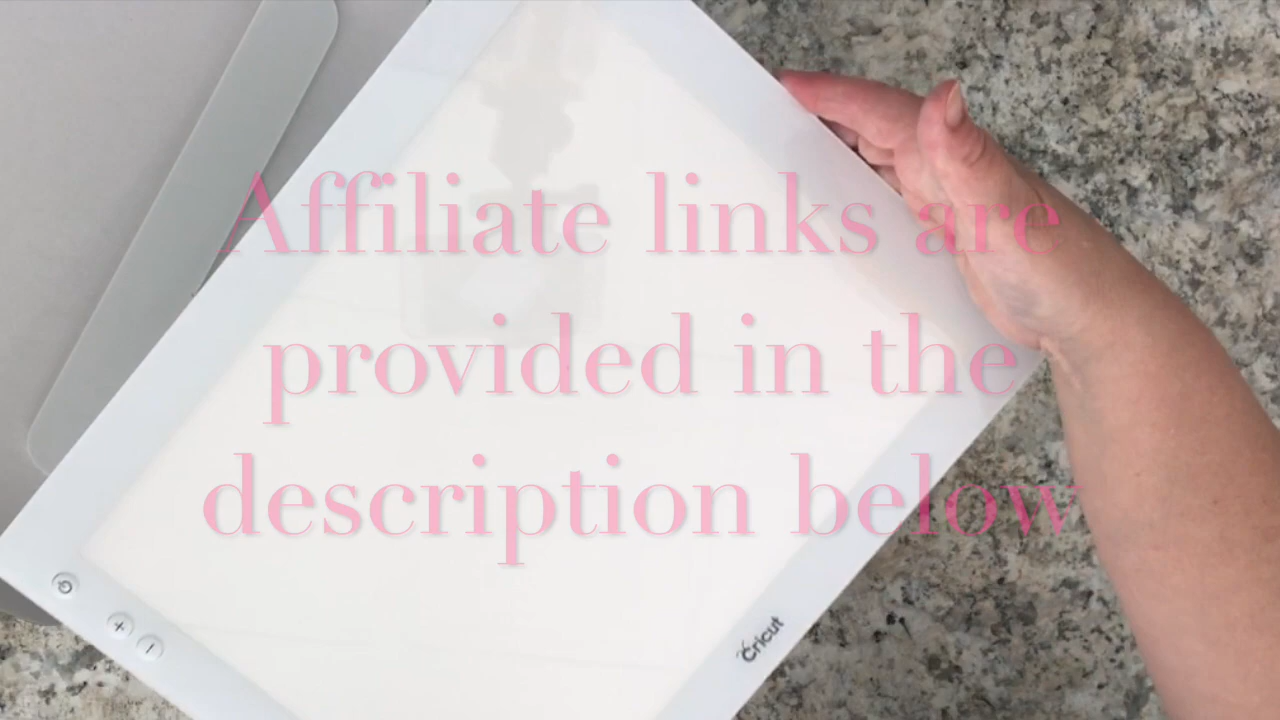 Affiliate links are
provided in the
description below
Cricut